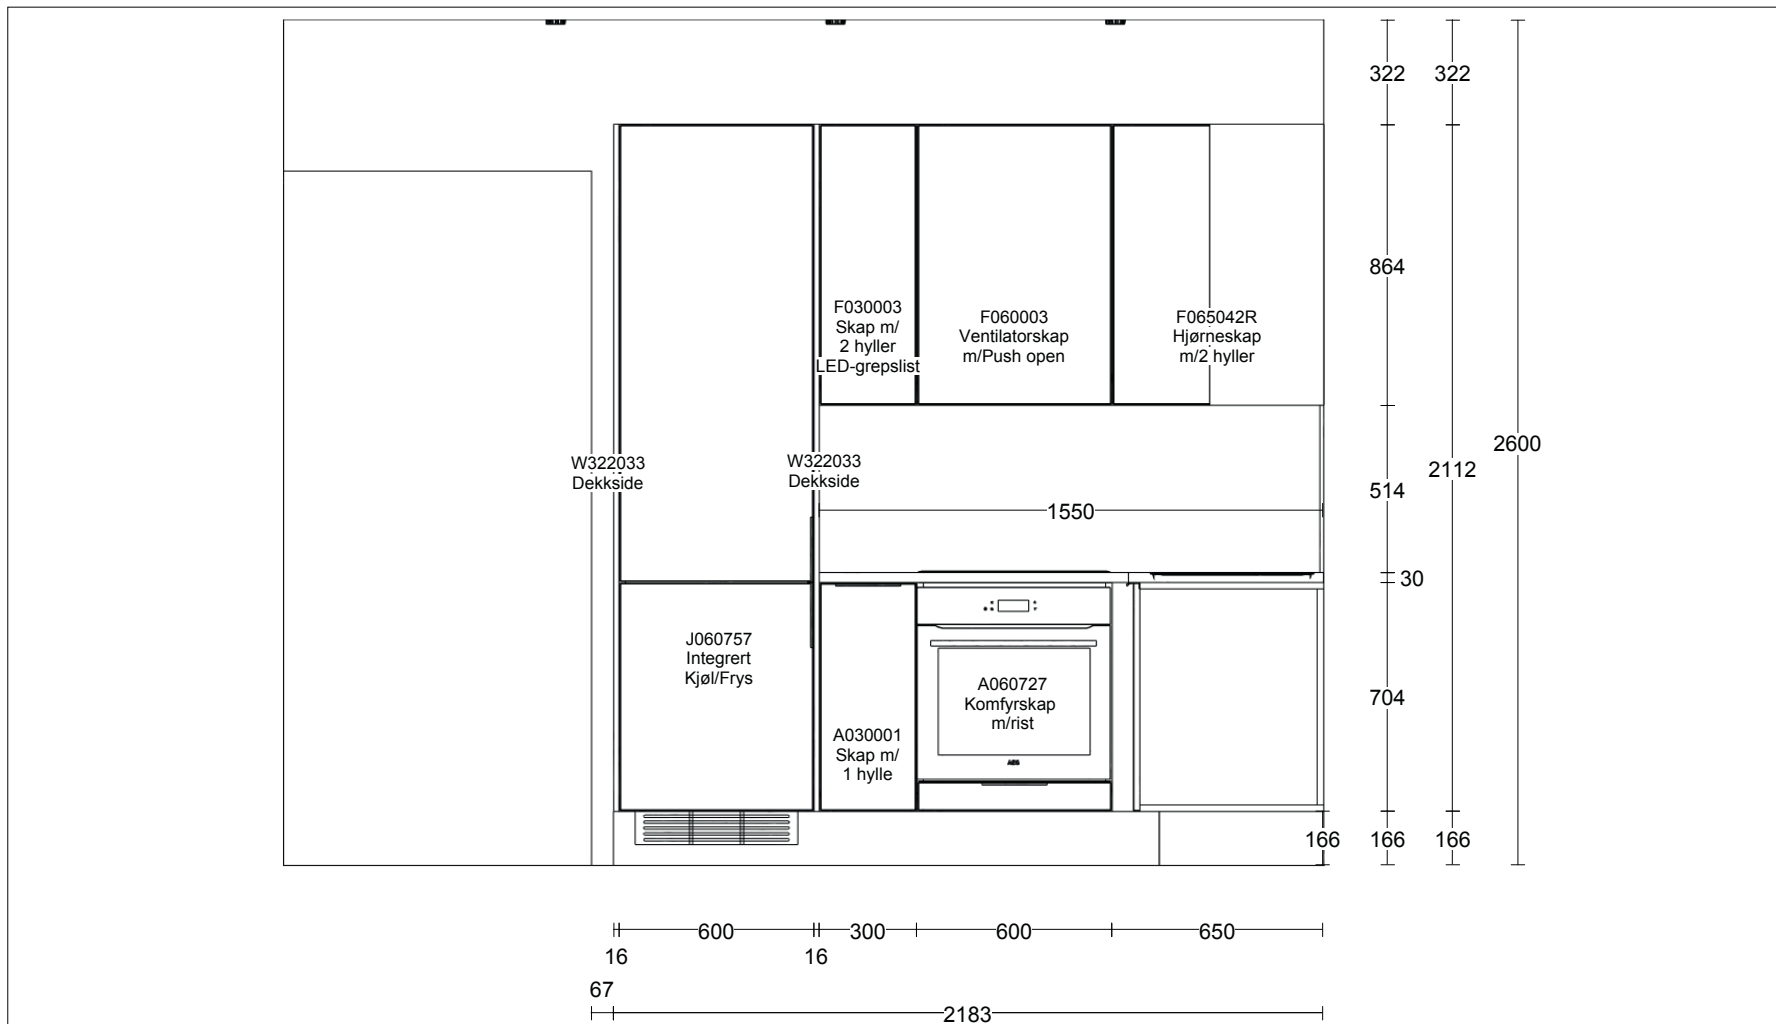 322
322
864
F030003
Skap m/
2 hyller
LED-grepslist
F060003
Ventilatorskap
m/Push open
F065042R
Hjørneskap
m/2 hyller
2600
W322033
Dekkside
W322033
Dekkside
2112
514
1550
30
J060757
Integrert
Kjøl/Frys
A060727
Komfyrskap
m/rist
704
A030001
Skap m/
1 hylle
AEG
166
166
166
600
300
600
650
16
16
67
2183